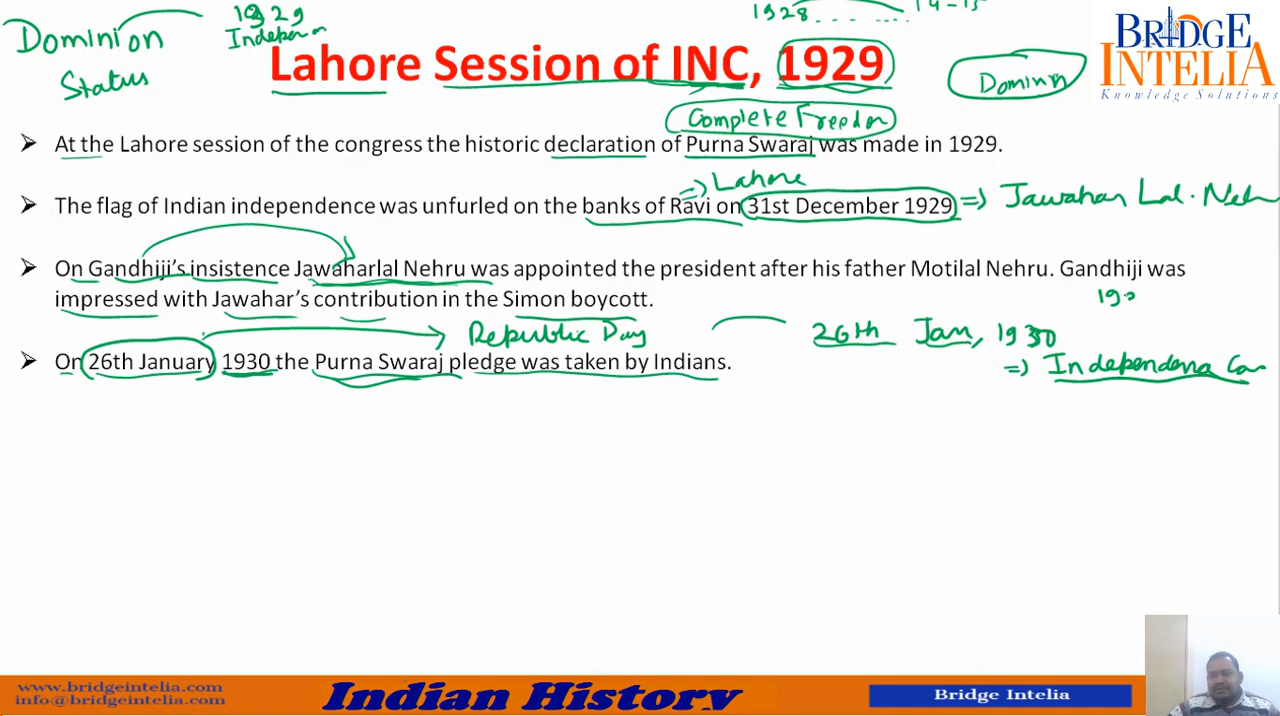 Dominion
Status
1929
1928
14-15
Lahore Session of INC, 1929
Dominin
BRIDGE
INTELIA
Knowledge Solutions
Complete Freedom
➤ At the Lahore session of the congress the historic declaration of Purna Swaraj was made in 1929.
=> Lahore
➤ The flag of Indian independence was unfurled on the banks of Ravi on 31st December 1929 => Jawahar Lal. Neh
➤ On Gandhiji's insistence Jawaharlal Nehru was appointed the president after his father Motilal Nehru. Gandhiji was
impressed with Jawahar's contribution in the Simon boycott.
Republic Day
26th Jan, 1930
➤ On 26th January 1930 the Purna Swaraj pledge was taken by Indians.
=>
www.bridgeintelia.com
info@bridgeintelia.com
Indian History
Bridge Intelia